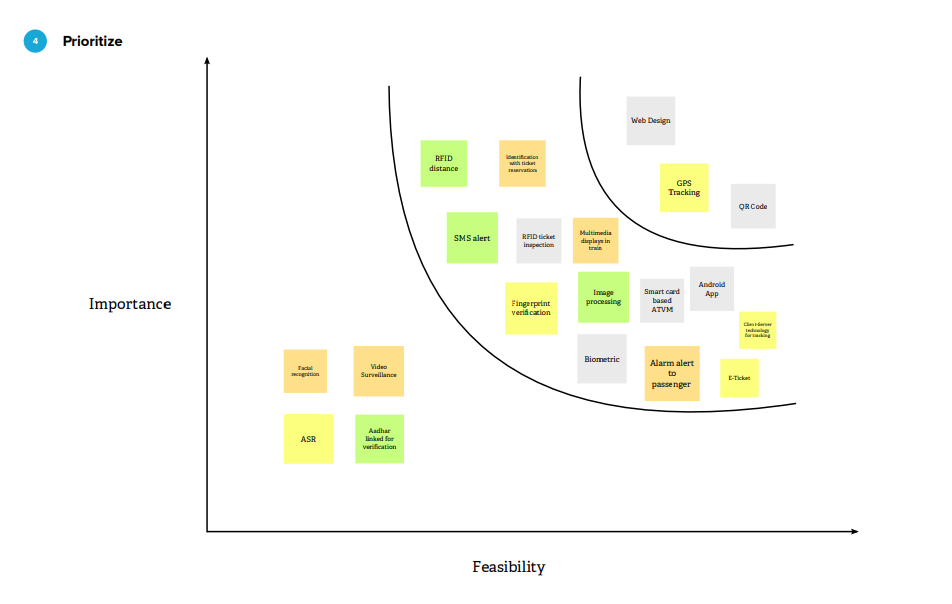 4 Prioritize
Web Design
RFID
distance
Identification
with ticket
reservation
GPS
Tracking
QR Code
SMS alert
RFID ticket
inspection
Multimedia
displays in
train
Android
App
Image
processing
Smart card
based
ATVM
Fingerprint
verification
Importance
Client-Server
technology
for tracking
Biometric
Alarm alert
to
passenger
E-Ticket
Facial
recognition
Video
Surveillance
ASR
Aadhar
linked for
verification
Feasibility